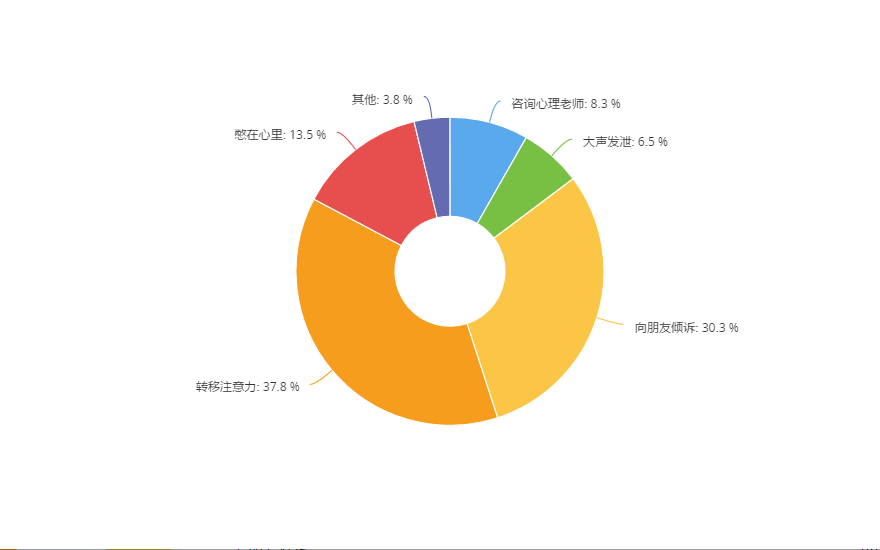 其他: 3.8 %
咨询心理老师: 8.3 %
憋在心里: 13.5 %
大声发泄: 6.5 %
向朋友倾诉: 30.3 %
转移注意力: 37.8 %